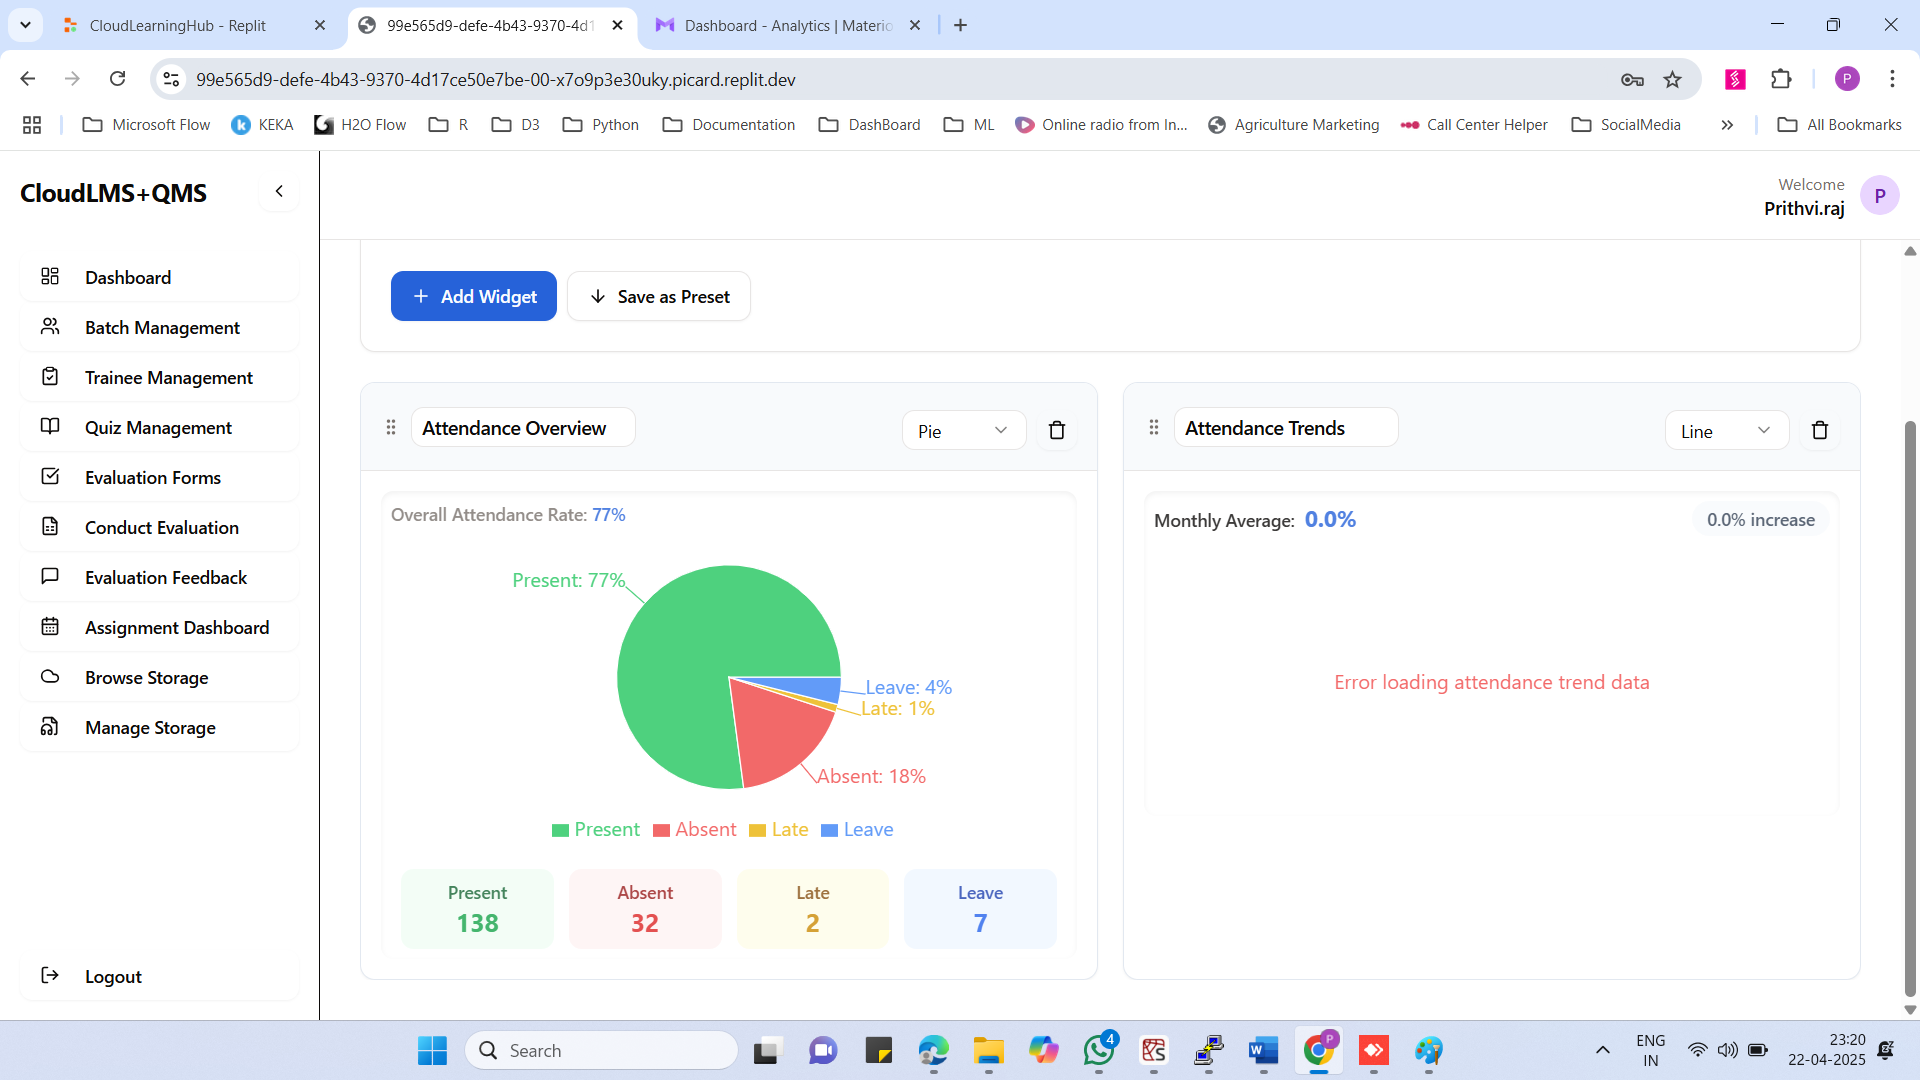 CloudLearningHub - Replit
99e565d9-defe-4b43-9370-4d1
Dashboard - Analytics | Materio
99e565d9-defe-4b43-9370-4d17ce50e7be-00-x7o9p3e30uky.picard.replit.dev
P
Microsoft Flow
KEKA
H2O Flow
R
D3
Python
Documentation
DashBoard
ML
Online radio from In...
Agriculture Marketing
Call Center Helper
SocialMedia
All Bookmarks
CloudLMS+QMS
Welcome
Prithvi.raj
P
Dashboard
Batch Management
Trainee Management
Quiz Management
Evaluation Forms
Conduct Evaluation
Evaluation Feedback
Assignment Dashboard
Browse Storage
Manage Storage
Logout
Add Widget
Save as Preset
Attendance Overview
Pie
Overall Attendance Rate: 77%
Present: 77%
Leave: 4%
Late: 1%
Absent: 18%
Present
Absent
Late
Leave
Present
138
Absent
32
Late
2
Leave
7
Attendance Trends
Line
Monthly Average: 0.0%
0.0% increase
Error loading attendance trend data
Search
4
P
ENG
IN
23:20
22-04-2025